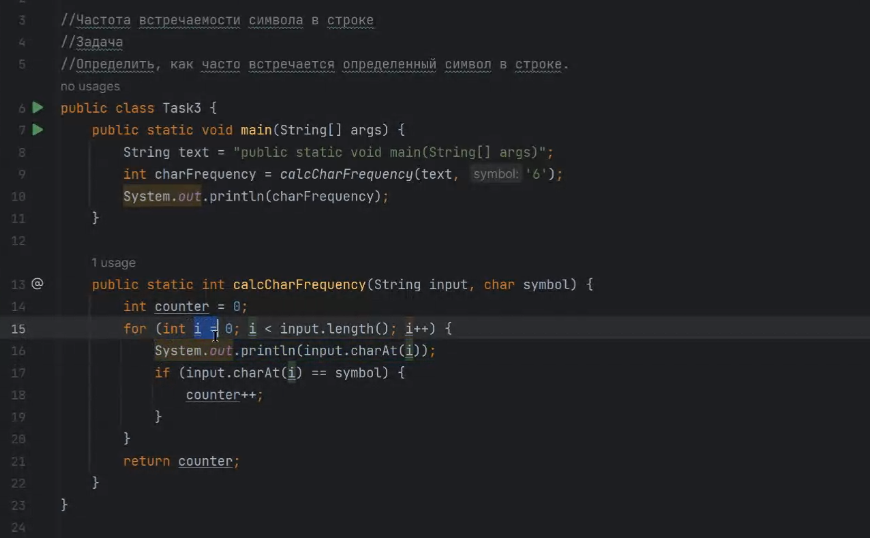 3 //Частота встречаемости символа в строке
4 //Задача
5 //Определить, как часто встречается определенный символ в строке.
no usages
6 public class Task3 {
7 public static void main(String[] args) {
8 String text = "public static void main(String[] args)";
9 int charFrequency = calcCharFrequency(text, symbol: '6');
10 System.out.println(charFrequency);
11 }
12
1 usage
13 @ public static int calcCharFrequency(String input, char symbol) {
14 int counter = 0;
15 for (int i = 0; i < input.length(); i++) {
16 System.out.println(input.charAt(i));
17 if (input.charAt(i) == symbol) {
18 counter++;
19 }
20 }
21 return counter;
22 }
23 }
24